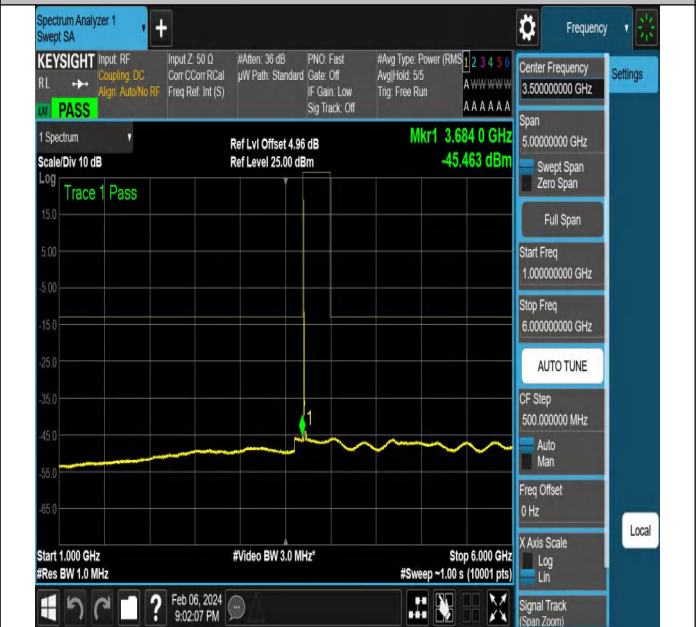 Spectrum Analyzer 1
Swept SA
Frequency
KEYSIGHT
RL
PASS
Input: RF
Coupling: DC
Align: Auto/No RF
Input Z: 50 Ω
Corr CCorr RCal
Freq Ref: Int (S)
#Atten: 36 dB
µW Path: Standard
PNO: Fast
Gate: Off
IF Gain: Low
Sig Track: Off
#Avg Type: Power (RMS
Avg|Hold: 5/5
Trig: Free Run
1 2 3 4 5 6
A W W W W W
A A A A A A
1 Spectrum
Scale/Div 10 dB
Ref Lvl Offset 4.96 dB
Ref Level 25.00 dBm
Mkr1 3.684 0 GHz
-45.463 dBm
Log
Trace 1 Pass
15.0
5.00
-5.00
-15.0
-25.0
-35.0
-45.0
-55.0
-65.0
1
Start 1.000 GHz
#Res BW 1.0 MHz
#Video BW 3.0 MHz*
Stop 6.000 GHz
#Sweep ~1.00 s (10001 pts)
Feb 06, 2024
9:02:07 PM
Center Frequency
3.500000000 GHz
Settings
Span
5.00000000 GHz
Swept Span
Zero Span
Full Span
Start Freq
1.000000000 GHz
Stop Freq
6.000000000 GHz
AUTO TUNE
CF Step
500.000000 MHz
Auto
Man
Freq Offset
0 Hz
X Axis Scale
Log
Lin
Local
Signal Track
(Span Zoom)